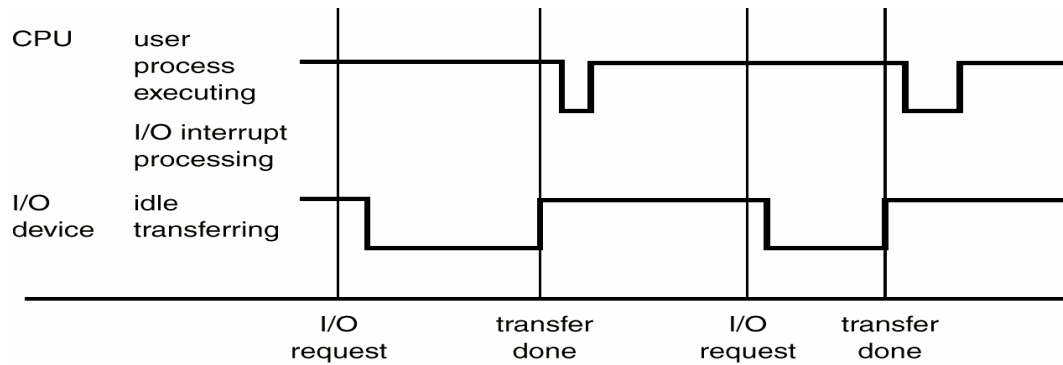 CPU user
process
executing
I/O interrupt
processing
I/O idle
device transferring
I/O transfer I/O transfer
request done request done